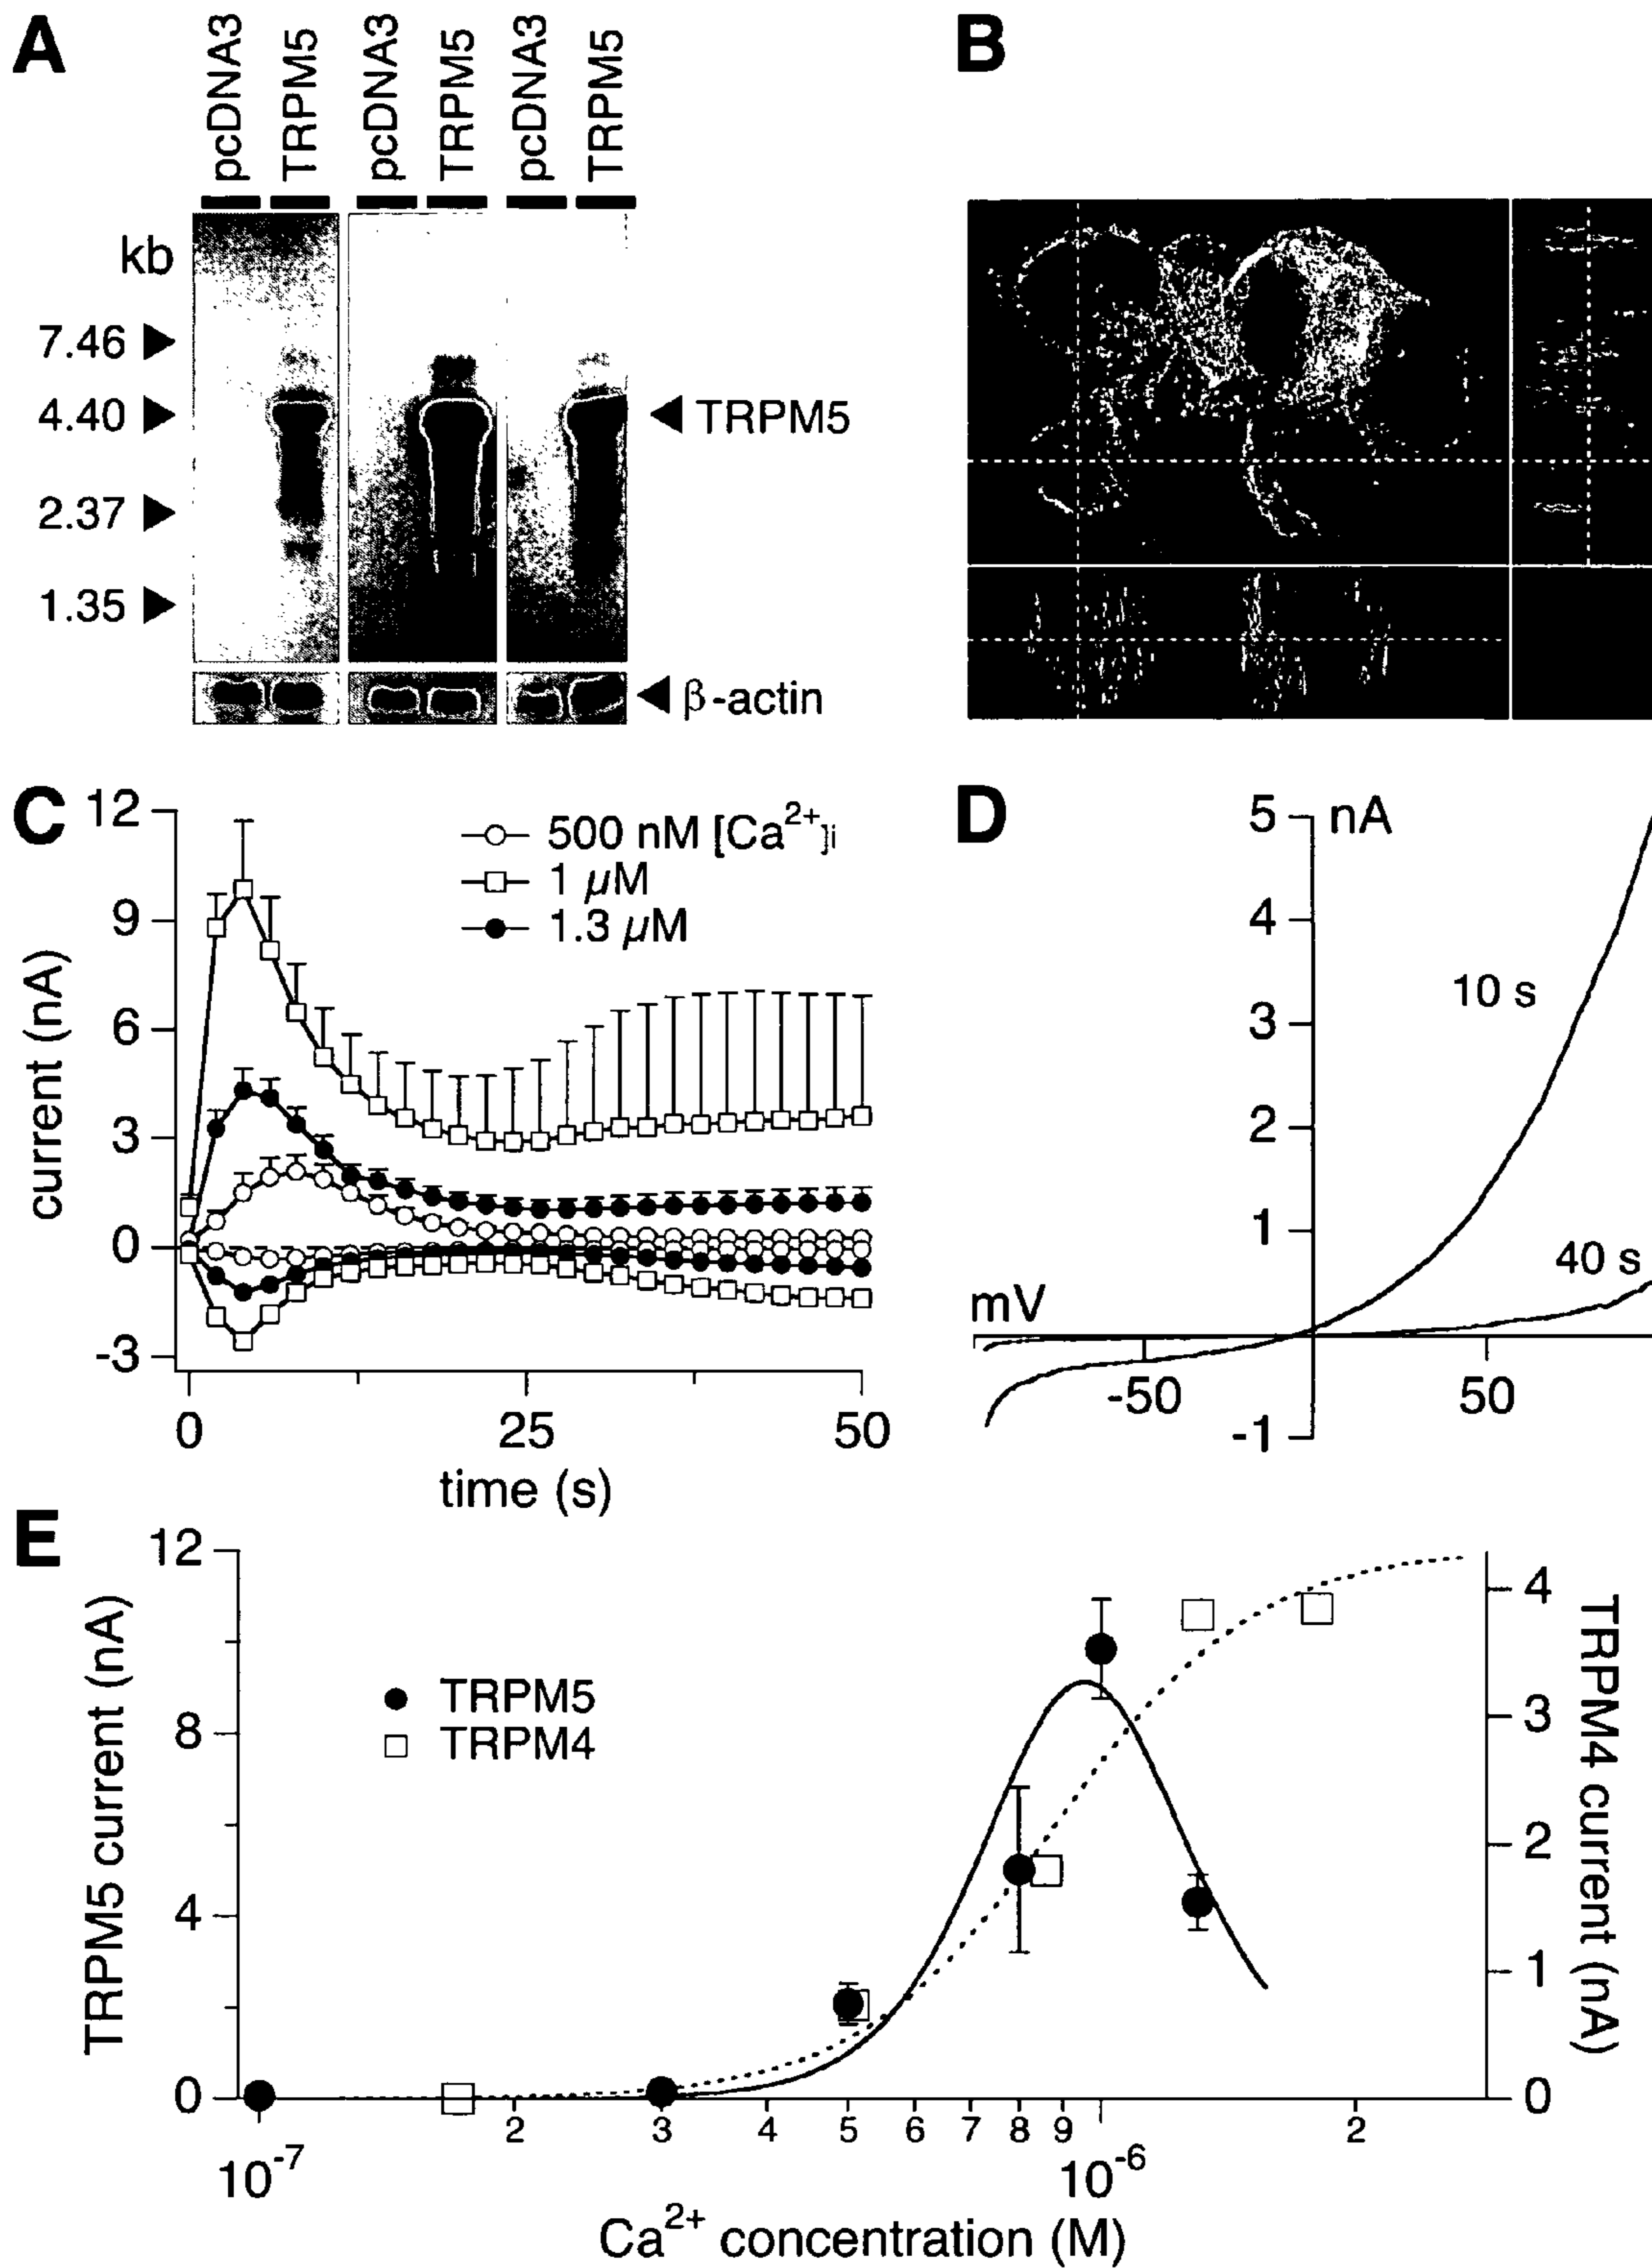 A
pcDNA3
TRPM5
pcDNA3
TRPM5
pcDNA3
TRPM5
kb
7.46
4.40
2.37
1.35
TRPM5
β-actin
B
C
12
9
6
3
0
-3
current (nA)
500 nM [Ca2+]i
1 µM
1.3 µM
0
25
50
time (s)
D
5
nA
4
3
2
1
-1
10 s
40 s
mV
-50
50
E
12
8
4
0
TRPM5 current (nA)
TRPM5
TRPM4
4
3
2
1
0
TRPM4 current (nA)
2
3
4
5
6
7
8
9
2
10-7
10-6
Ca2+ concentration (M)